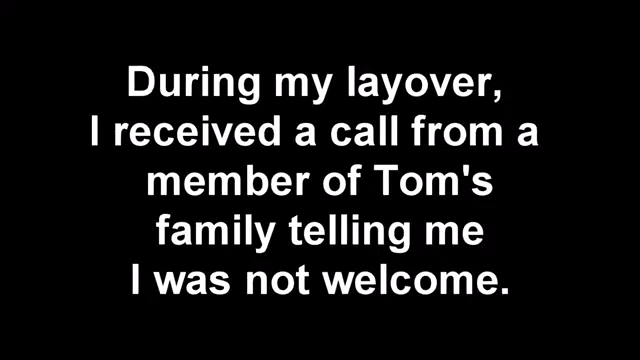 During my layover,
I received a call from a
member of Tom's
family telling me
I was not welcome.